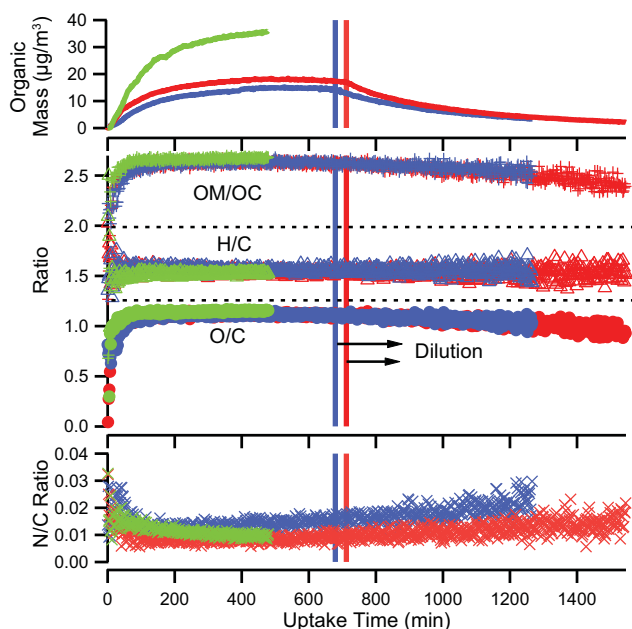 40
30
20
10
0
Organic
Mass (µg/m³)
2.5
2.0
1.5
1.0
0.5
0.0
Ratio
OM/OC
H/C
O/C
Dilution
0.04
0.03
0.02
0.01
0.00
N/C Ratio
0 200 400 600 800 1000 1200 1400
Uptake Time (min)